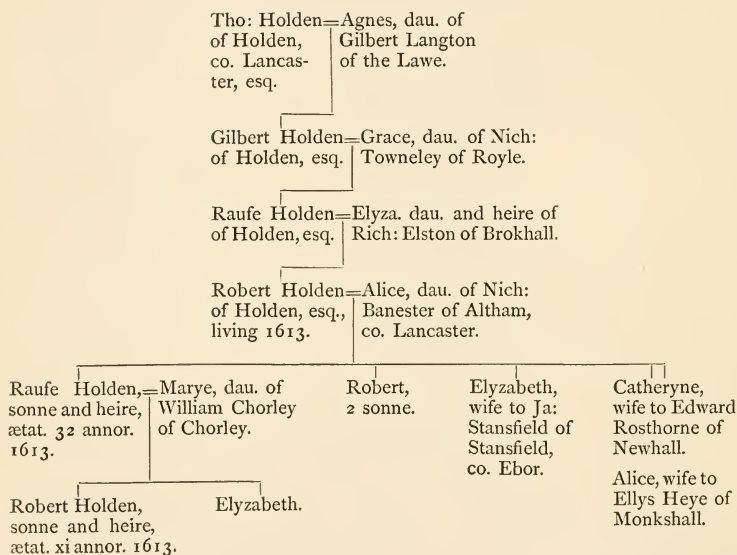 Tho: Holden=Agnes, dau. of
of Holden, Gilbert Langton
co. Lancas- of the Lawe.
ter, esq.
Gilbert Holden=Grace, dau. of Nich:
of Holden, esq. Towneley of Royle.
Raufe Holden=Elyza. dau. and heire of
of Holden, esq. Rich: Elston of Brokhall.
Robert Holden=Alice, dau. of Nich:
of Holden, esq., Banester of Altham,
living 1613. co. Lancaster.
Raufe Holden,=Marye, dau. of
sonne and heire, William Chorley
ætat. 32 annor. of Chorley.
1613.
Robert,
2 sonne.
Elyzabeth,
wife to Ja:
Stansfield of
Stansfield,
co. Ebor.
Catheryne,
wife to Edward
Rosthorne of
Newhall.
Alice, wife to
Ellys Heye of
Monkshall.
Robert Holden,
sonne and heire,
ætat. xi annor. 1613.
Elyzabeth.